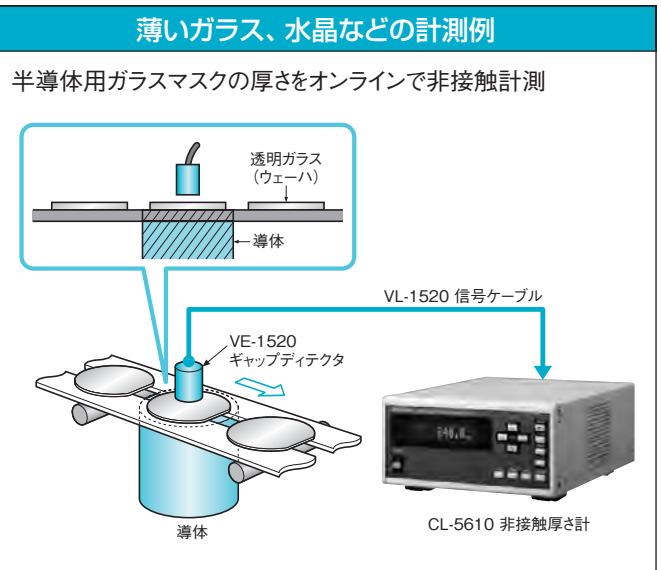 薄いガラス、水晶などの計測例
半導体用ガラスマスクの厚さをオンラインで非接触計測
透明ガラス
（ウェーハ）
導体
VL-1520 信号ケーブル
VE-1520
ギャップディテクタ
導体
CL-5610 非接触厚さ計